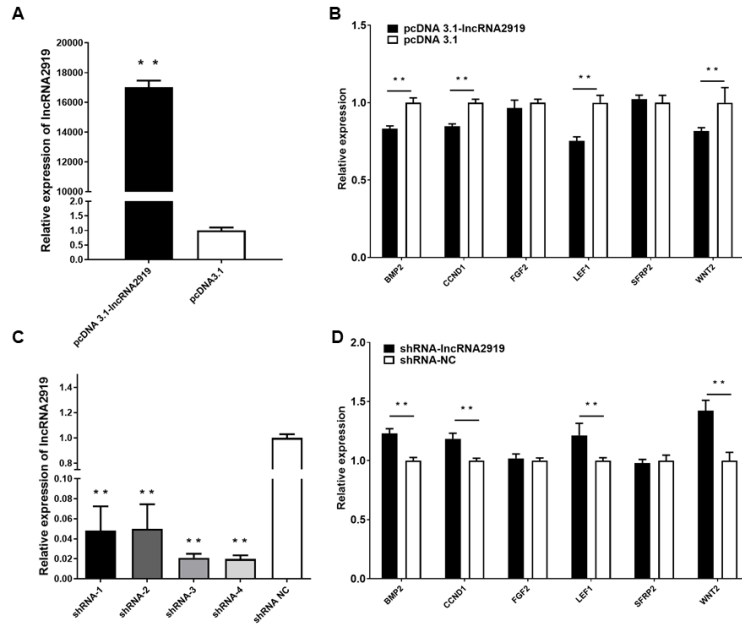 A
Relative expression of lncRNA2919
20000
18000
16000
14000
12000
10000
2.0
1.5
1.0
0.5
0.0
**
pcDNA 3.1-lncRNA2919
pcDNA3.1
B
Relative expression
1.5
1.0
0.5
0.0
pcDNA 3.1-lncRNA2919
pcDNA 3.1
** ** ** **
BMP2 CCND1 FGF2 LEF1 SFRP2 WNT2
C
Relative expression of lncRNA2919
1.4
1.2
1.0
0.8
0.10
0.08
0.06
0.04
0.02
0.00
** ** ** **
shRNA-1 shRNA-2 shRNA-3 shRNA-4 shRNA NC
D
Relative expression
2.0
1.5
1.0
0.5
0.0
shRNA-lncRNA2919
shRNA-NC
** ** ** **
BMP2 CCND1 FGF2 LEF1 SFRP2 WNT2